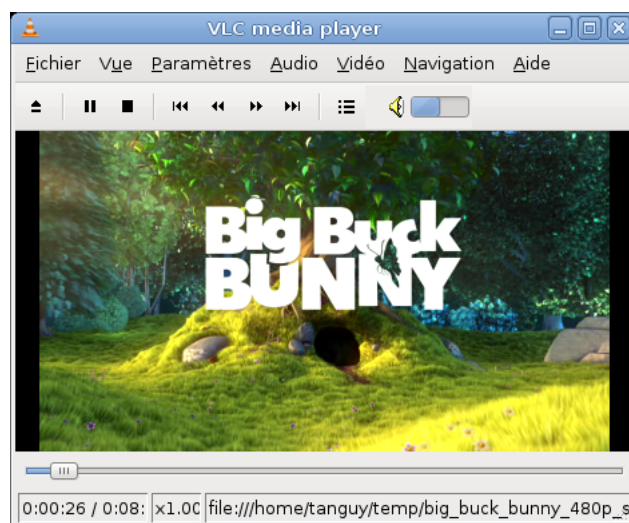 VLC media player
Fichier Vue Paramètres Audio Vidéo Navigation Aide
Big Buck
BUNNY
0:00:26 / 0:08: x1.00 file:///home/tanguy/temp/big_buck_bunny_480p_s